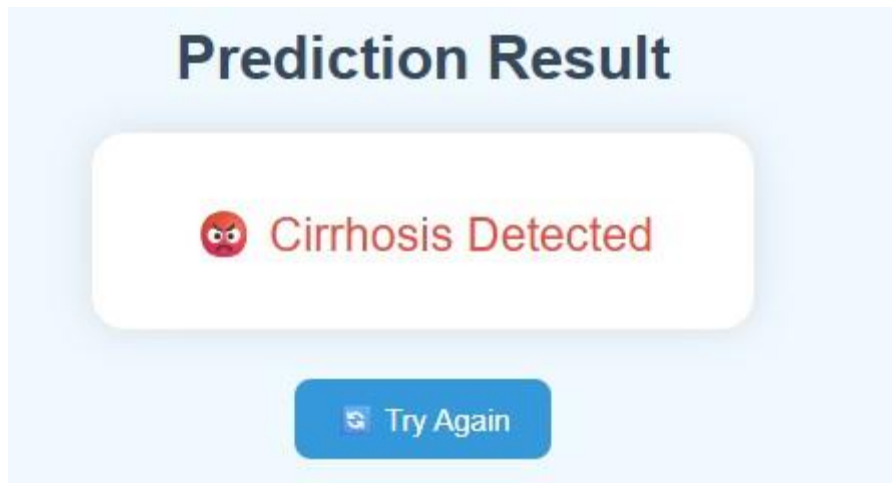 Prediction Result
😡 Cirrhosis Detected
🔄 Try Again